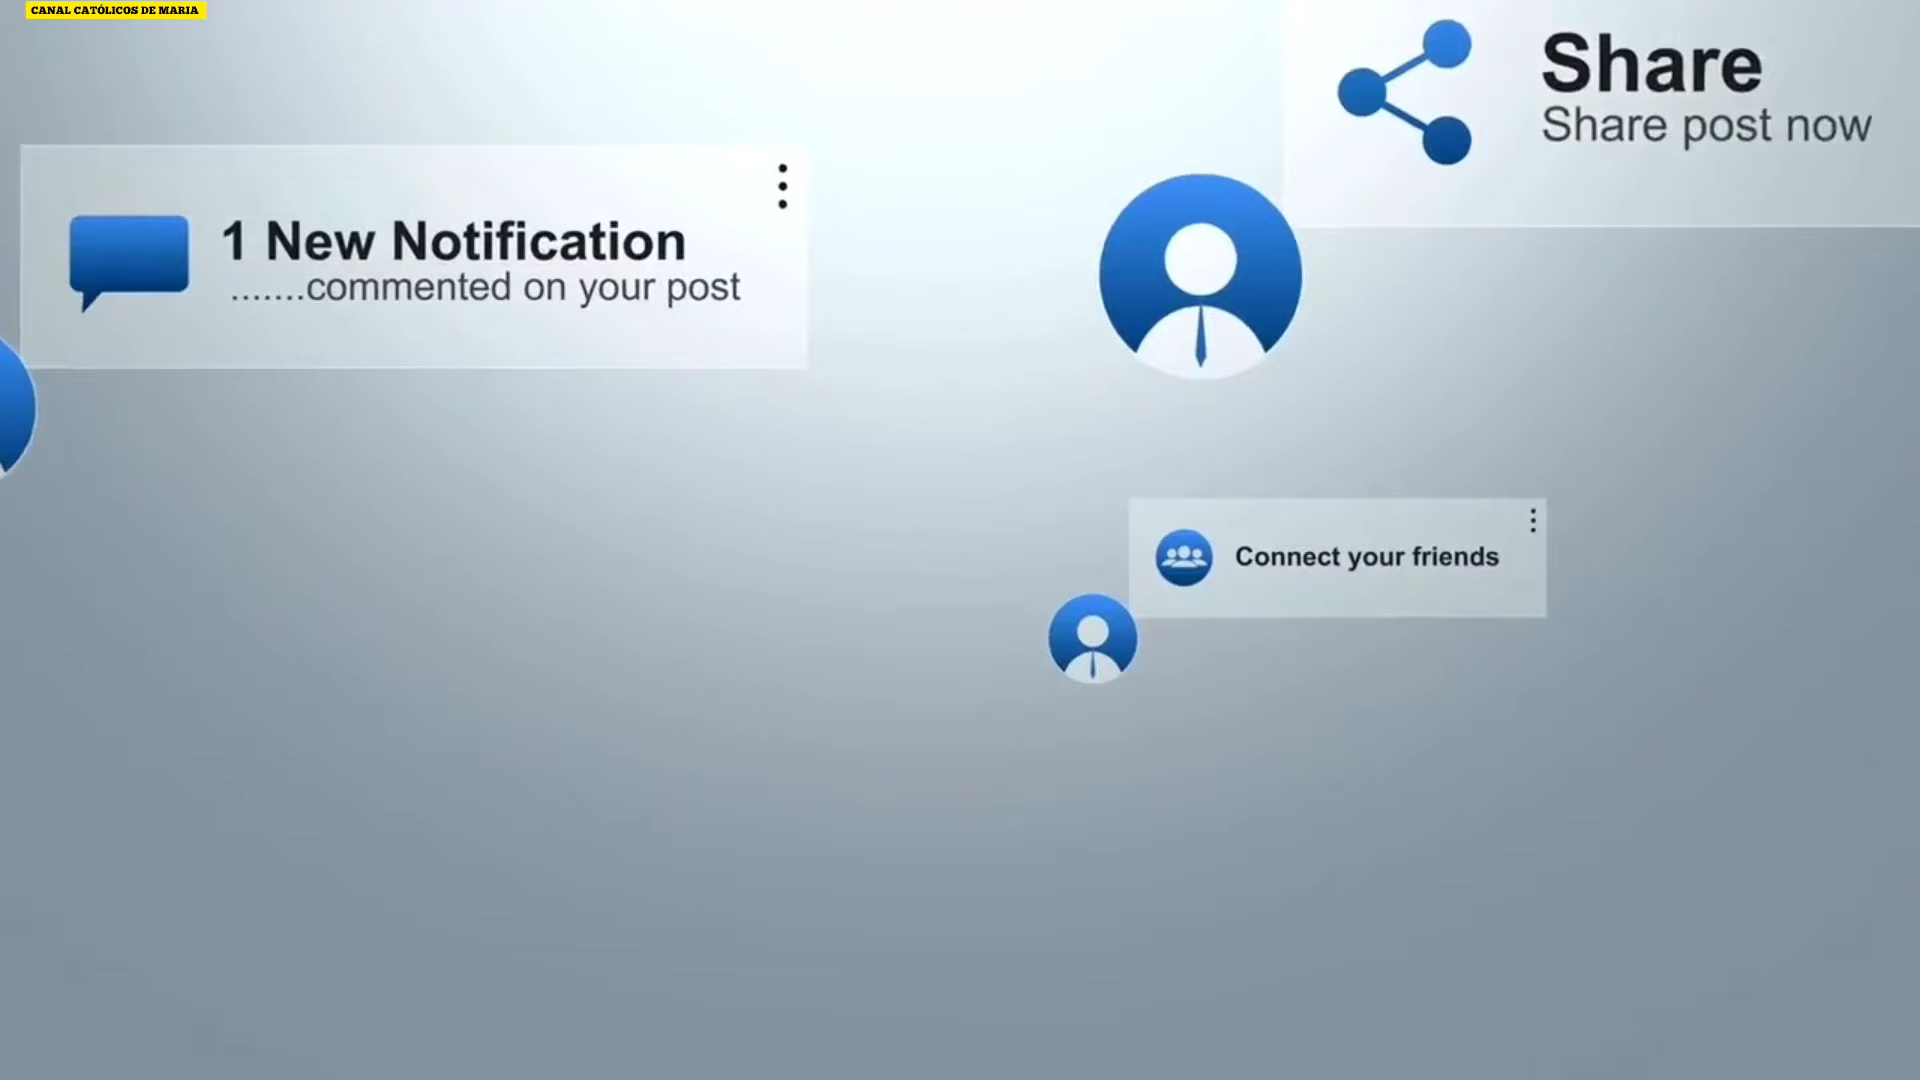 CANAL CATÓLICOS DE MARIA
Share
Share post now
1 New Notification
.......commented on your post
Connect your friends